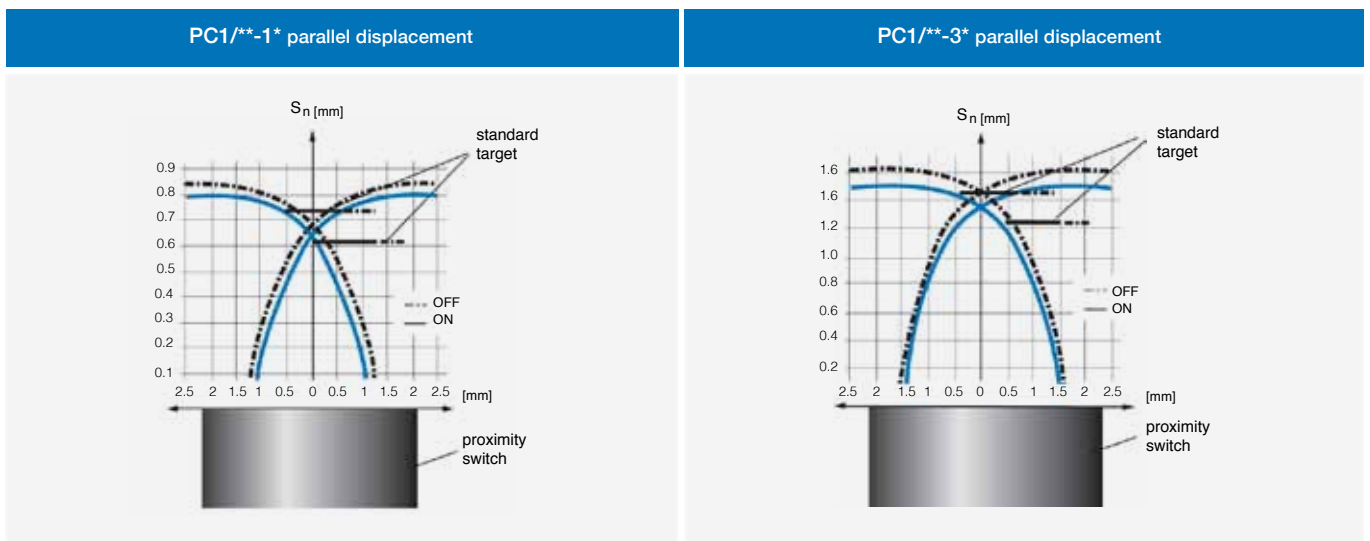 PC1/**-1* parallel displacement
S n [mm]
standard
target
0.9
0.8
0.7
0.6
0.5
0.4
0.3
0.2
0.1
OFF
ON
2.5 2 1.5 1 0.5 0 0.5 1 1.5 2 2.5 [mm]
proximity
switch
PC1/**-3* parallel displacement
S n [mm]
standard
target
1.6
1.6
1.2
1.0
0.8
0.6
0.4
0.2
OFF
ON
2.5 2 1.5 1 0.5 0 0.5 1 1.5 2 2.5 [mm]
proximity
switch